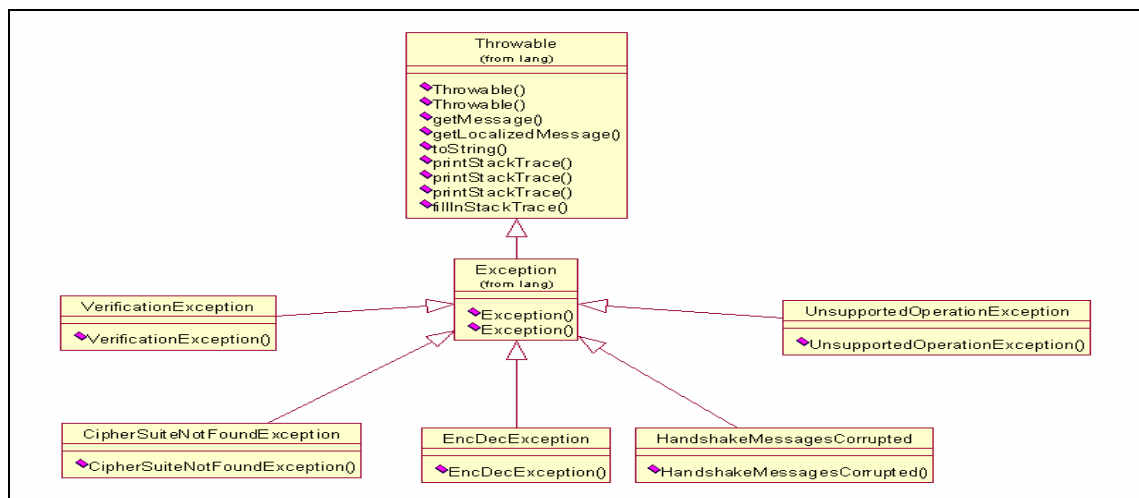 Throwable
(from lang)
Throwable()
Throwable()
getMessage()
getLocalizedMessage()
toString()
printStackTrace()
printStackTrace()
printStackTrace()
fillInStackTrace()
Exception
(from lang)
Exception()
Exception()
VerificationException
VerificationException()
UnsupportedOperationException
UnsupportedOperationException()
CipherSuiteNotFoundException
CipherSuiteNotFoundException()
EncDecException
EncDecException()
HandshakeMessagesCorrupted
HandshakeMessagesCorrupted()